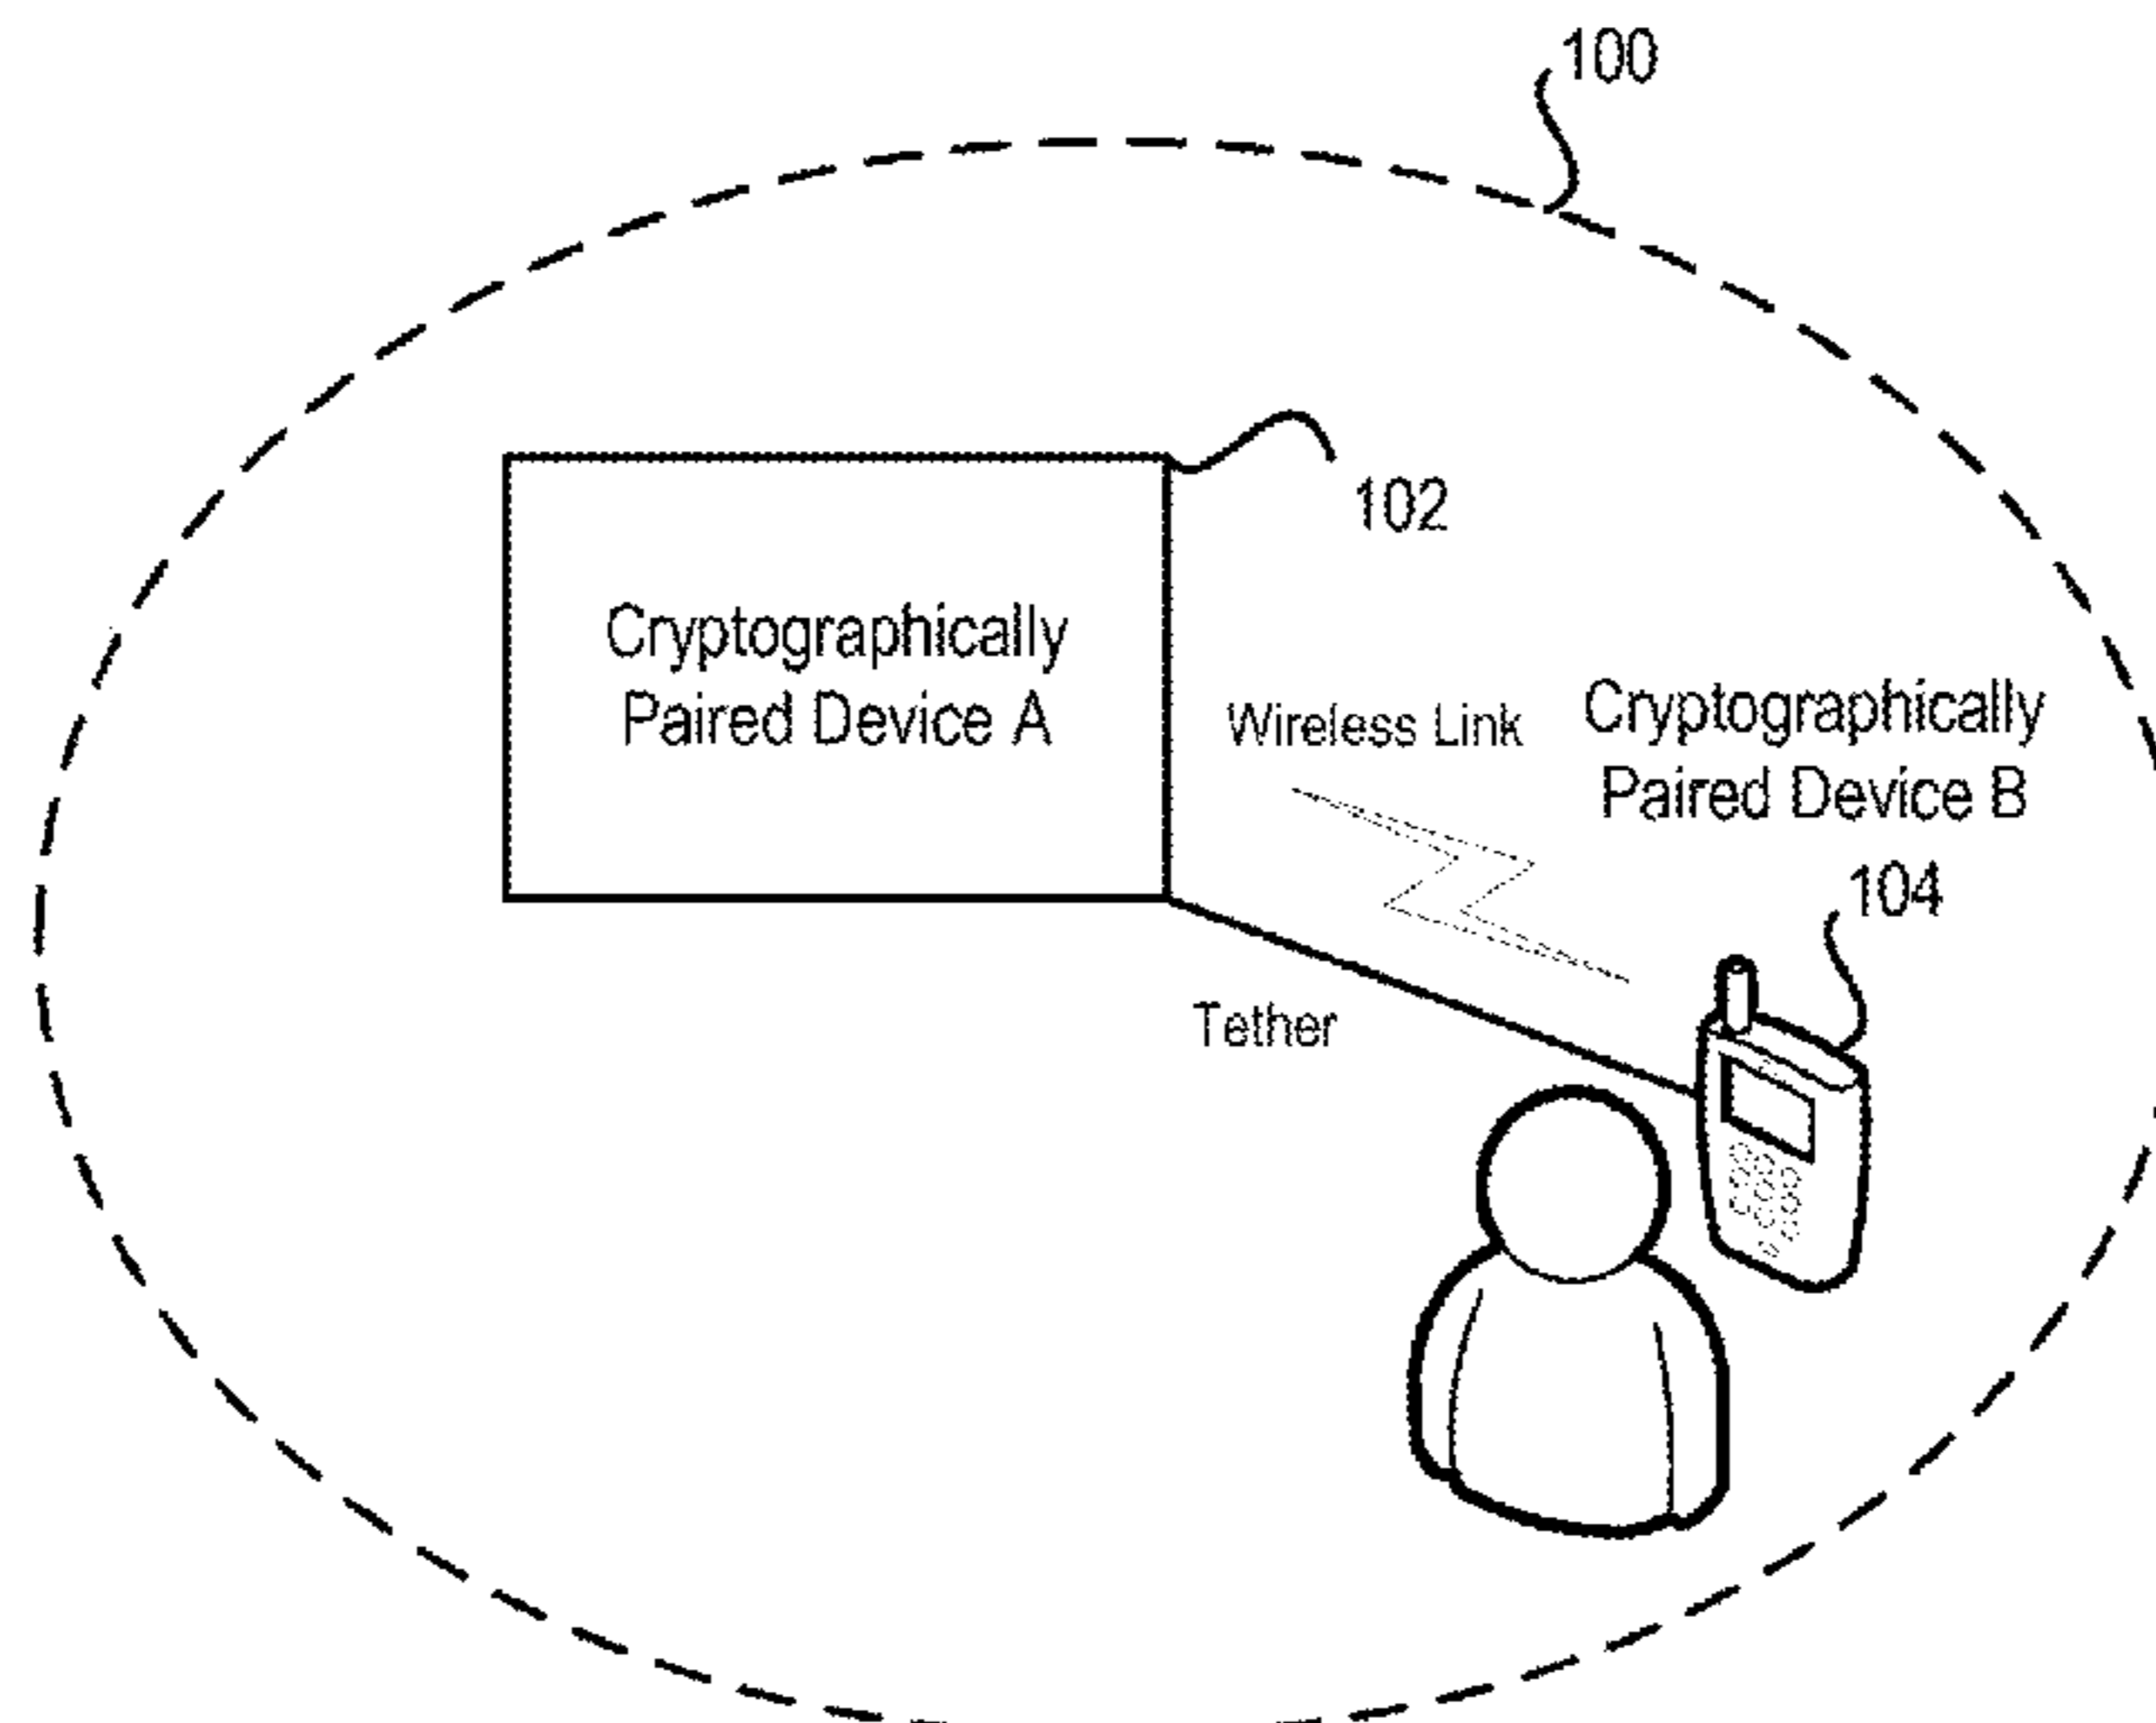 100
102
Cryptographically
Paired Device A
Wireless Link
Cryptographically
Paired Device B
104
Tether